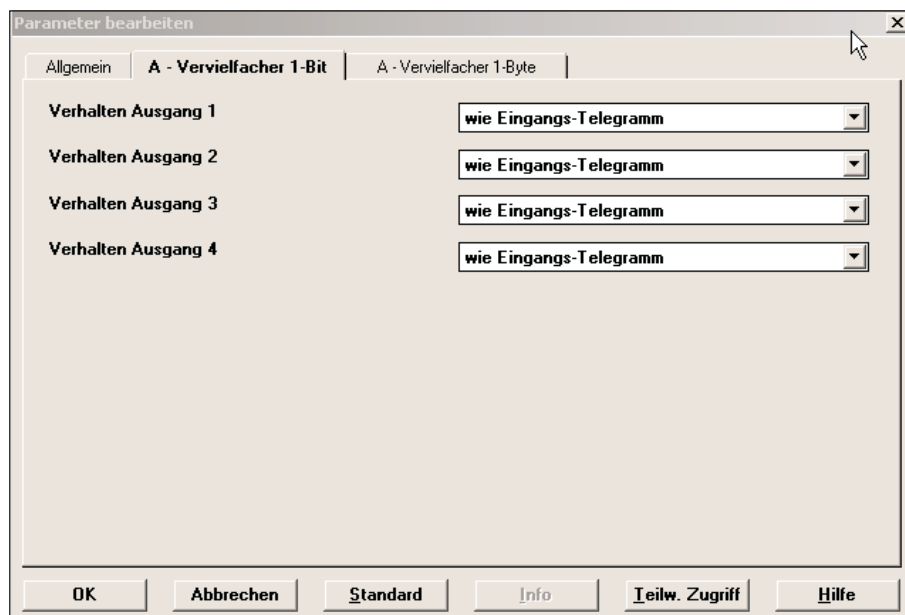 Parameter bearbeiten
Allgemein A - Vervielfacher 1-Bit A - Vervielfacher 1-Byte
Verhalten Ausgang 1 wie Eingangs-Telegramm
Verhalten Ausgang 2 wie Eingangs-Telegramm
Verhalten Ausgang 3 wie Eingangs-Telegramm
Verhalten Ausgang 4 wie Eingangs-Telegramm
OK Abbrechen Standard Info Teilw. Zugriff Hilfe